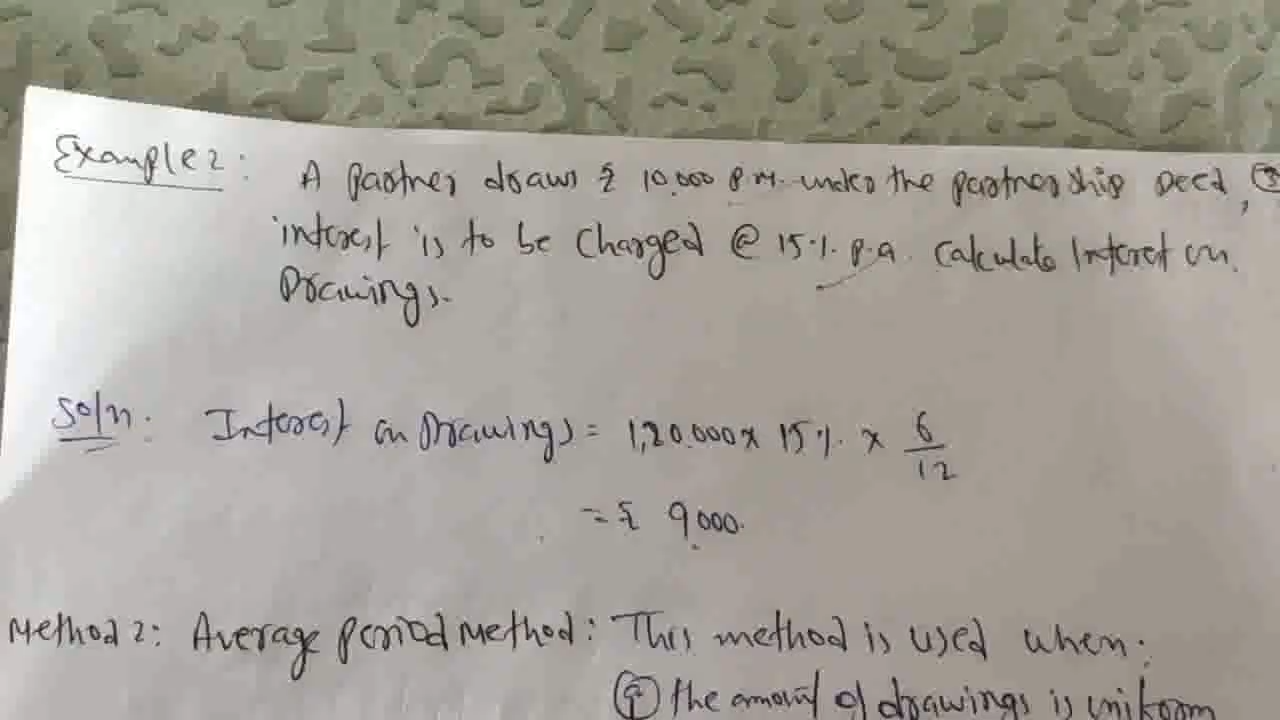 Example 2: A partner draws ₹ 10,000 P.M. under the partnership Deed,
interest is to be charged @ 15% p.a. Calculate Interest on
Drawings.
Soln: Interest on Drawings = 1,20,000 x 15% x 6/12
= ₹ 9,000.
Method 2: Average period Method: This method is used when:
the amount of drawings is uniform